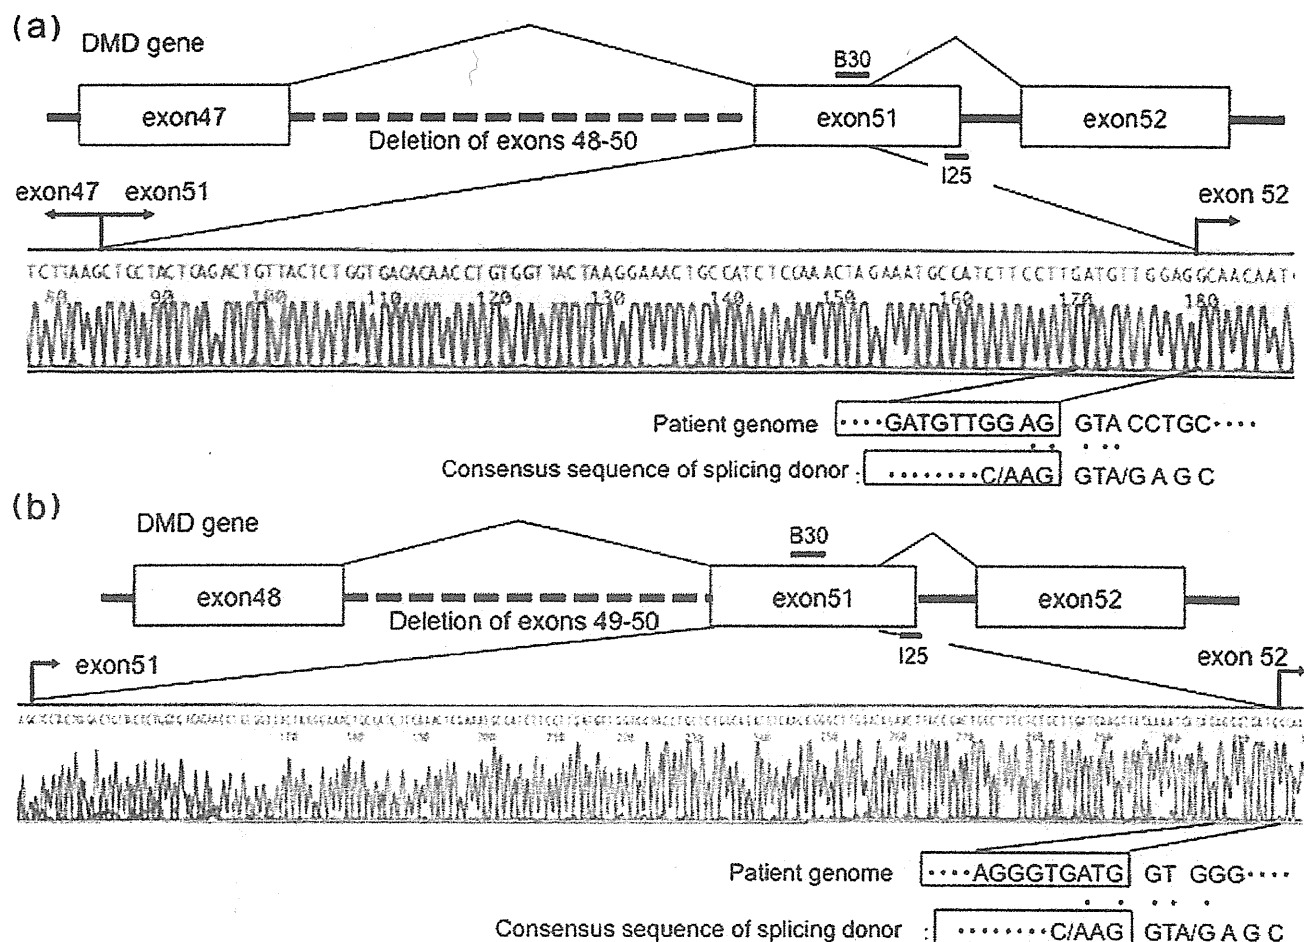 (a)
DMD gene
B30
exon47
exon51
exon52
Deletion of exons 48-50
I25
exon47 exon51
exon 52
TCTTAAGCTCCTACTCAGACTGTTACTCTGGTGACACAACCTGTGGTTACTAAGGAAACTGCCATCTCCAAACTAGAAATGCCATCTTCCTTGATGTTGGAGGCAACAAT
80 90 100 110 120 130 140 150 160 170 180
Patient genome ····GATGTTGG AG GTA CCTGC····
Consensus sequence of splicing donor : ········C/AAG GTA/G A G C
(b)
DMD gene
B30
exon48
exon51
exon52
Deletion of exons 49-50
I25
exon51
exon 52
Patient genome ····AGGGTGATG GT GGG····
Consensus sequence of splicing donor : ········C/AAG GTA/G A G C